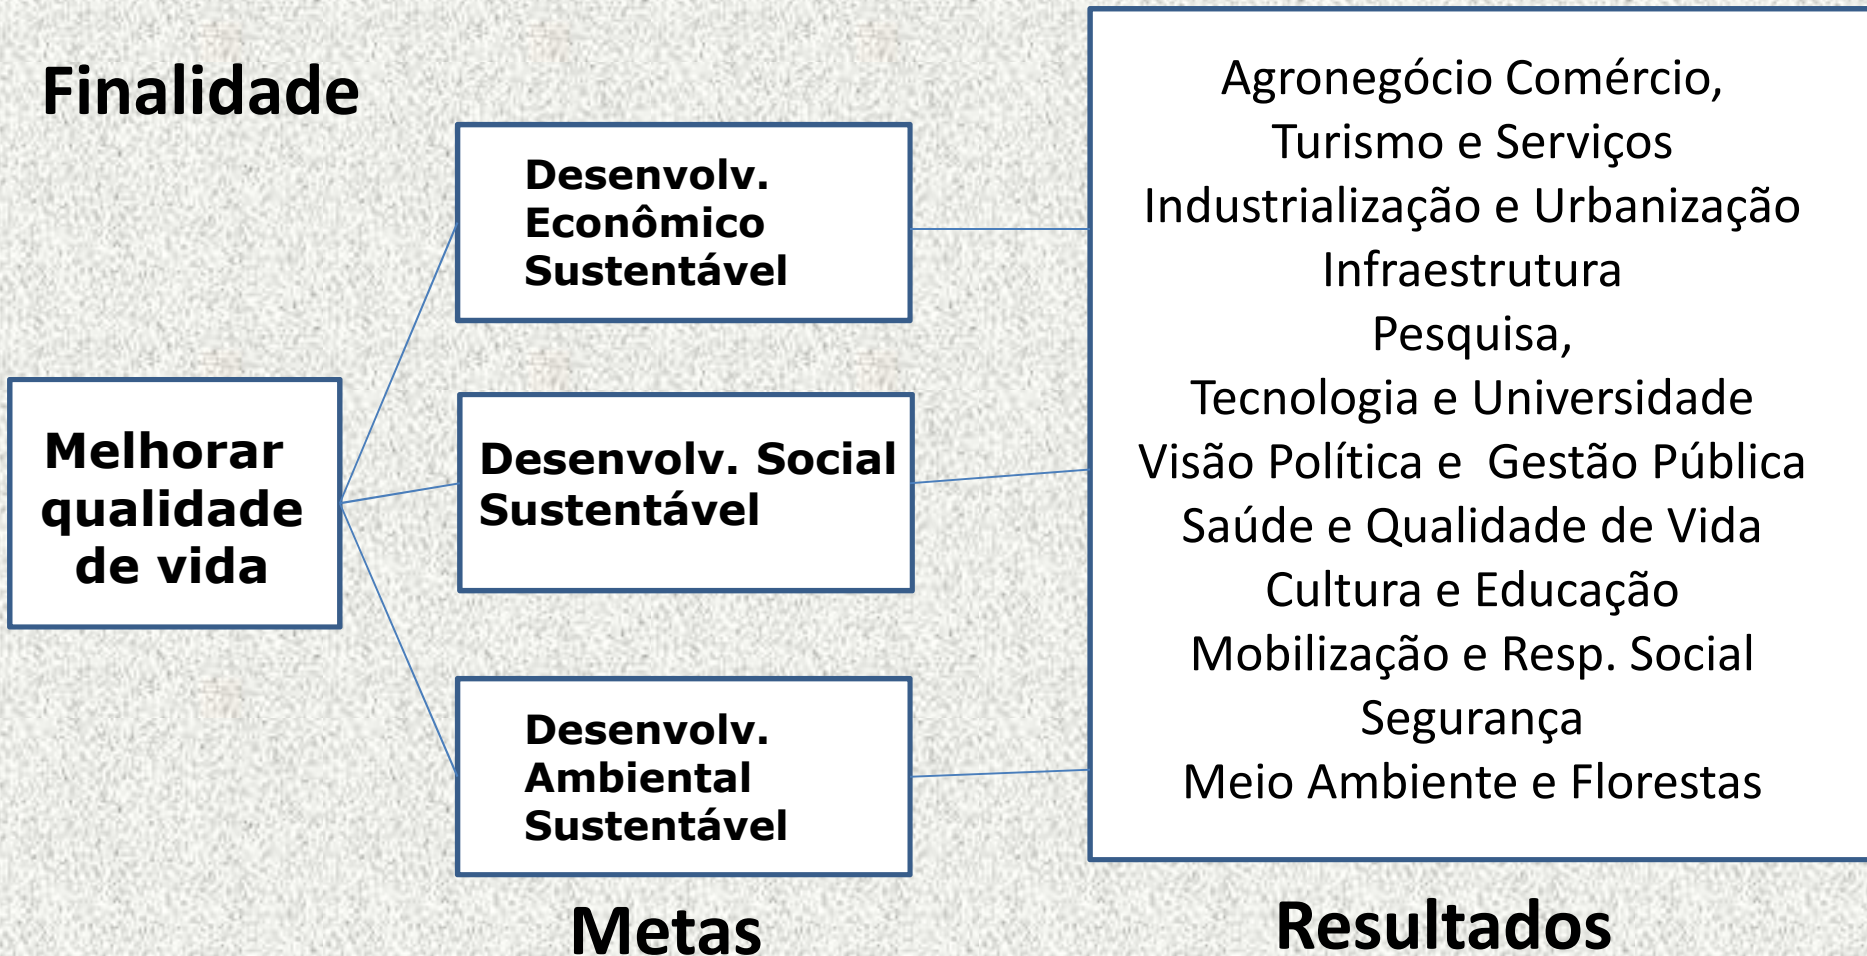 Finalidade
Melhorar
qualidade
de vida
Desenvolv.
Econômico
Sustentável
Desenvolv. Social
Sustentável
Desenvolv.
Ambiental
Sustentável
Metas
Agronegócio Comércio,
Turismo e Serviços
Industrialização e Urbanização
Infraestrutura
Pesquisa,
Tecnologia e Universidade
Visão Política e  Gestão Pública
Saúde e Qualidade de Vida
Cultura e Educação
Mobilização e Resp. Social
Segurança
Meio Ambiente e Florestas
Resultados